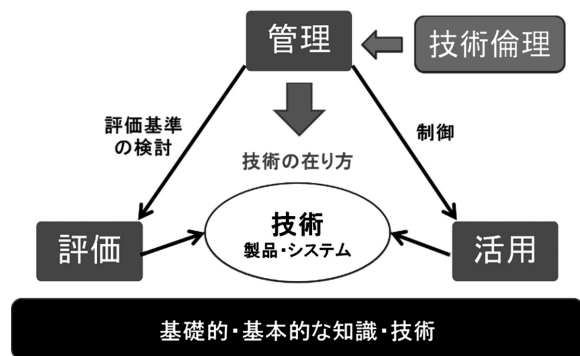 管理
技術倫理
評価基準
の検討
制御
技術の在り方
技術
製品・システム
評価
活用
基礎的・基本的な知識・技術